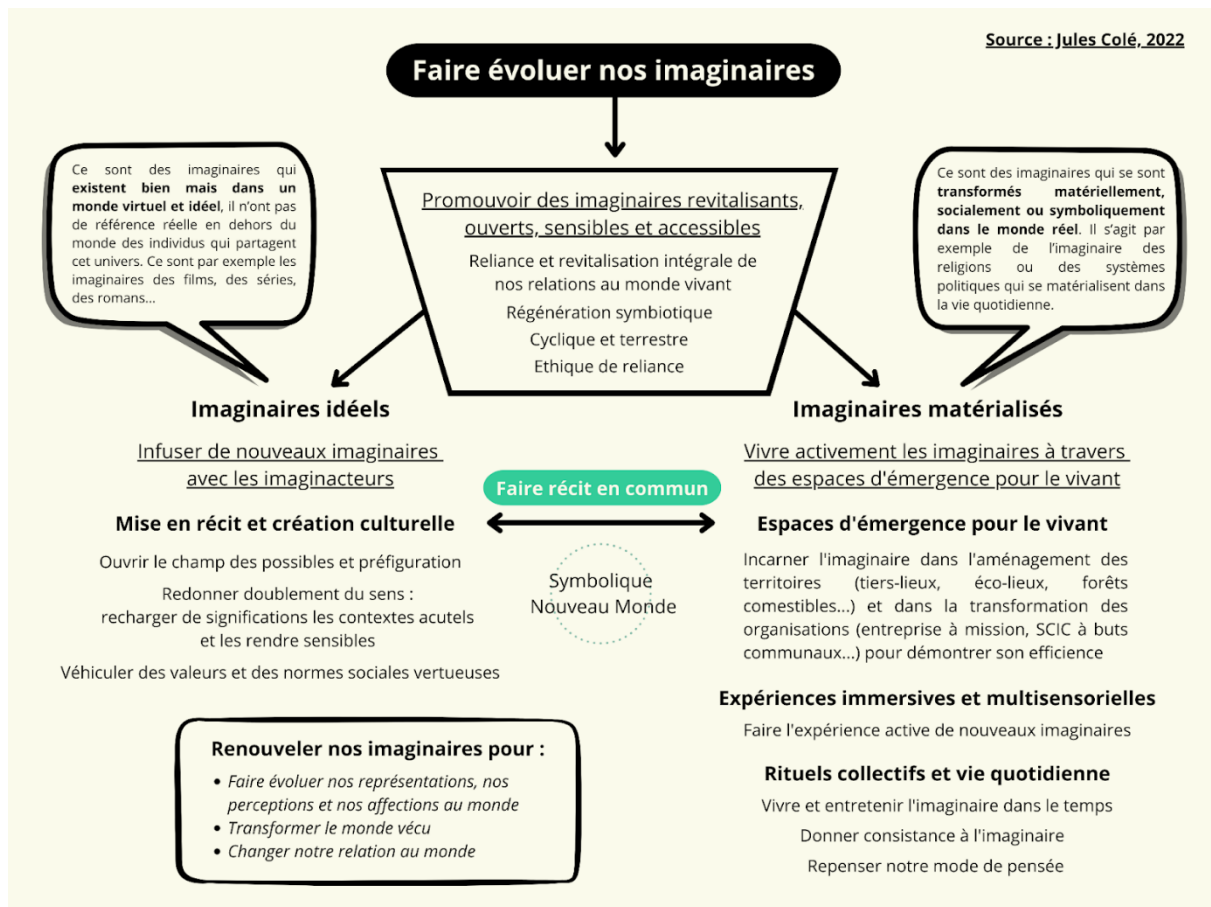 Source : Jules Colé, 2022
Faire évoluer nos imaginaires
Ce sont des imaginaires qui
existent bien mais dans un
monde virtuel et idéel, il n’ont pas
de référence réelle en dehors du
monde des individus qui partagent
cet univers. Ce sont par exemple les
imaginaires des films, des séries,
des romans...
Promouvoir des imaginaires revitalisants,
ouverts, sensibles et accessibles
Reliance et revitalisation intégrale de
nos relations au monde vivant
Régénération symbiotique
Cyclique et terrestre
Ethique de reliance
Ce sont des imaginaires qui se sont
transformés matériellement,
socialement ou symboliquement
dans le monde réel. Il s’agit par
exemple de l’imaginaire des
religions ou des systèmes
politiques qui se matérialisent dans
la vie quotidienne.
Imaginaires idéels
Infuser de nouveaux imaginaires
avec les imaginacteurs
Mise en récit et création culturelle
Ouvrir le champ des possibles et préfiguration
Redonner doublement du sens :
recharger de significations les contextes acutels
et les rendre sensibles
Véhiculer des valeurs et des normes sociales vertueuses
Faire récit en commun
Symbolique
Nouveau Monde
Imaginaires matérialisés
Vivre activement les imaginaires à travers
des espaces d'émergence pour le vivant
Espaces d'émergence pour le vivant
Incarner l'imaginaire dans l'aménagement des
territoires (tiers-lieux, éco-lieux, forêts
comestibles...) et dans la transformation des
organisations (entreprise à mission, SCIC à buts
communaux...) pour démontrer son efficience
Expériences immersives et multisensorielles
Faire l'expérience active de nouveaux imaginaires
Rituels collectifs et vie quotidienne
Vivre et entretenir l'imaginaire dans le temps
Donner consistance à l'imaginaire
Repenser notre mode de pensée
Renouveler nos imaginaires pour :
• Faire évoluer nos représentations, nos
perceptions et nos affections au monde
• Transformer le monde vécu
• Changer notre relation au monde